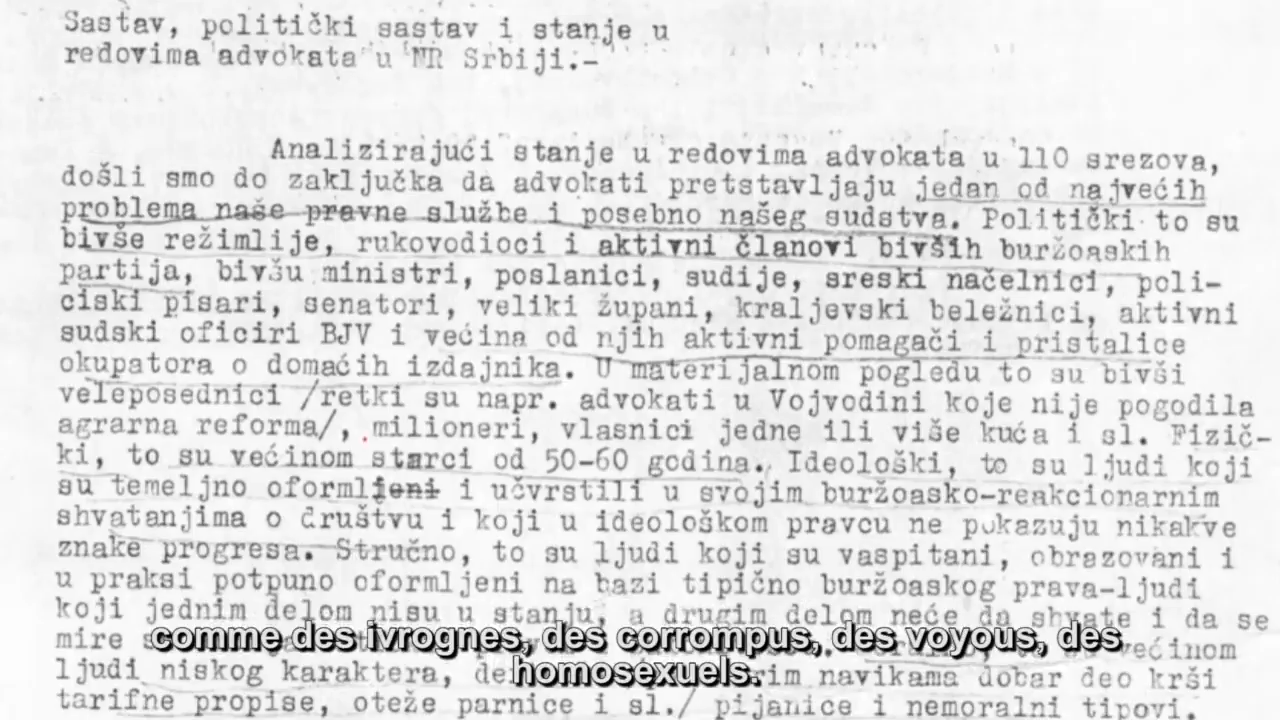 Sastav, politički sastav i stanje u
redovima advokata u NR Srbiji.-
Analizirajući stanje u redovima advokata u 110 srezova,
došli smo do zaključka da advokati pretstavljaju jedan od najvećih
problema naše pravne službe i posebno našeg sudstva. Politički to su
bivše režimlije, rukovodioci i aktivni članovi bivših buržoaskih
partija, bivšu ministri, poslanici, sudije, sreski načelnici, poli-
ciski pisari, senatori, veliki župani, kraljevski beležnici, aktivni
sudski oficiri BJV i većina od njih aktivni pomagači i pristalice
okupatora o domaćih izdajnika. U materijalnom pogledu to su bivši
veleposednici /retki su napr. advokati u Vojvodini koje nije pogodila
agrarna reforma/, milioneri, vlasnici jedne ili više kuća i sl. Fizič-
ki, to su većinom starci od 50-60 godina. Ideološki, to su ljudi koji
su temeljno oformljeni i učvrstili u svojim buržoasko-reakcionarnim
shvatanjima o društvu i koji u ideološkom pravcu ne pokazuju nikakve
znake progresa. Stručno, to su ljudi koji su vaspitani, obrazovani i
u praksi potpuno oformljeni na bazi tipično buržoaskog prava-ljudi
koji jednim delom nisu u stanju, a drugim delom neće da shvate i da se
mire većinom
comme des ivrognes, des corrompus, des voyous, des
homosexuels.
ljudi niskog karaktera, navikama dobar deo krši
tarifne propise, oteže parnice i sl./ pijanice i nemoralni tipovi.